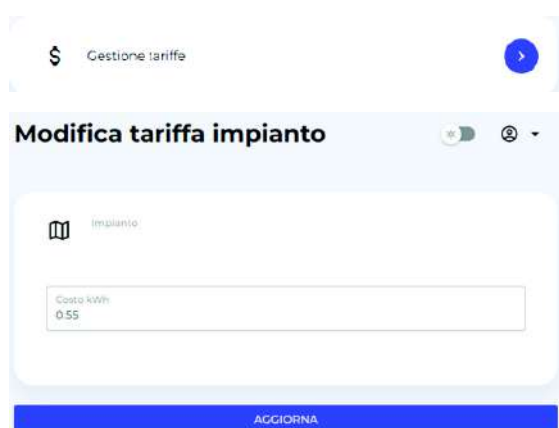 $ Gestione tariffe
Modifica tariffa impianto
Impianto
Costo kWh
0.55
AGGIORNA